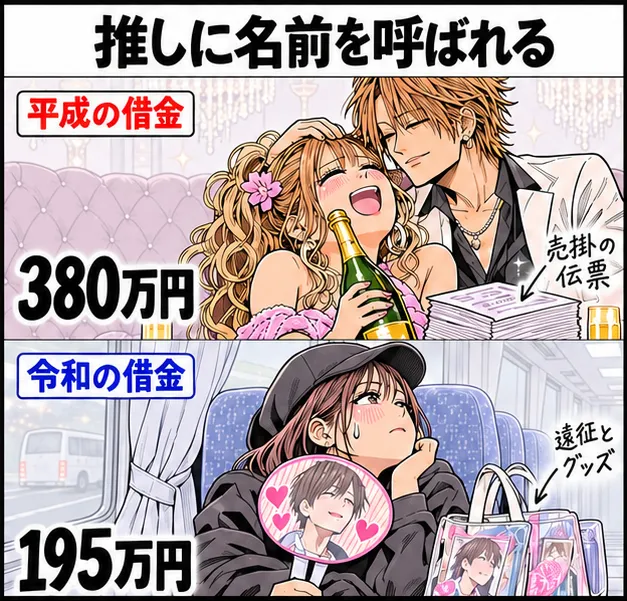 推しに名前を呼ばれる
平成の借金
380万円
売掛の
伝票
令和の借金
195万円
遠征と
グッズ